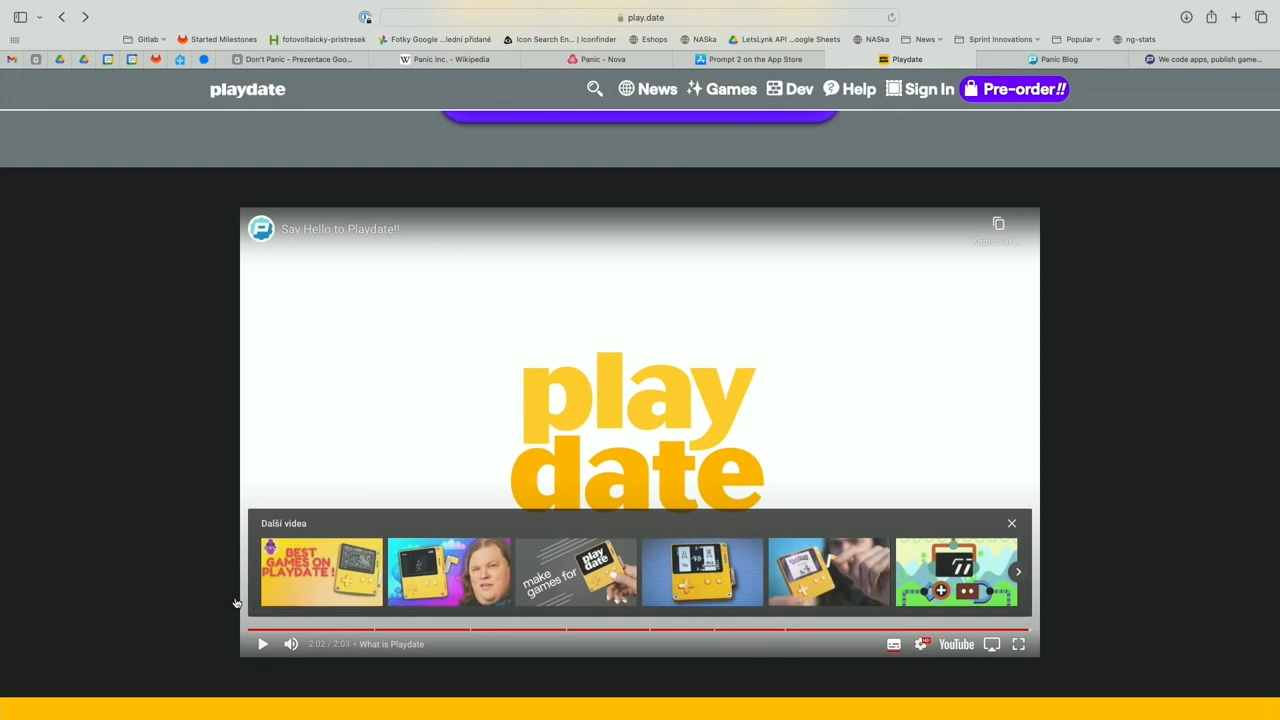 play.date
Gitlab
Started Milestones
fotovoltaicky-pristresek
Fotky Google ...lední přidané
Icon Search En... | Iconfinder
Eshops
NASka
LetsLynk API ...oogle Sheets
NASka
News
Sprint Innovations
Popular
ng-stats
Don't Panic - Prezentace Goo...
Panic Inc. - Wikipedia
Panic - Nova
Prompt 2 on the App Store
Playdate
Panic Blog
We code apps, publish game...
playdate
News
Games
Dev
Help
Sign In
Pre-order!!
Say Hello to Playdate!!
Kopírovat...
play
date
Další videa
BEST
GAMES ON
PLAYDATE !
make
games for
play
date
2:02 / 2:03 • What is Playdate
HD
YouTube